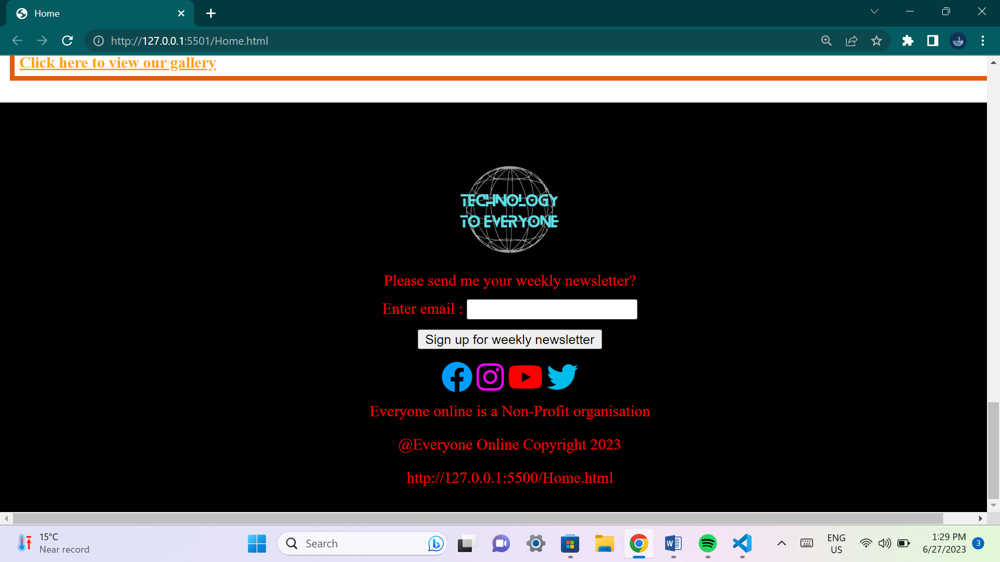 Home
http://127.0.0.1:5501/Home.html
Click here to view our gallery
TECHNOLOGY
TO EVERYONE
Please send me your weekly newsletter?
Enter email :
Sign up for weekly newsletter
Everyone online is a Non-Profit organisation
@Everyone Online Copyright 2023
http://127.0.0.1:5500/Home.html
15°C
Near record
Search
W
ENG
US
1:29 PM
6/27/2023
3